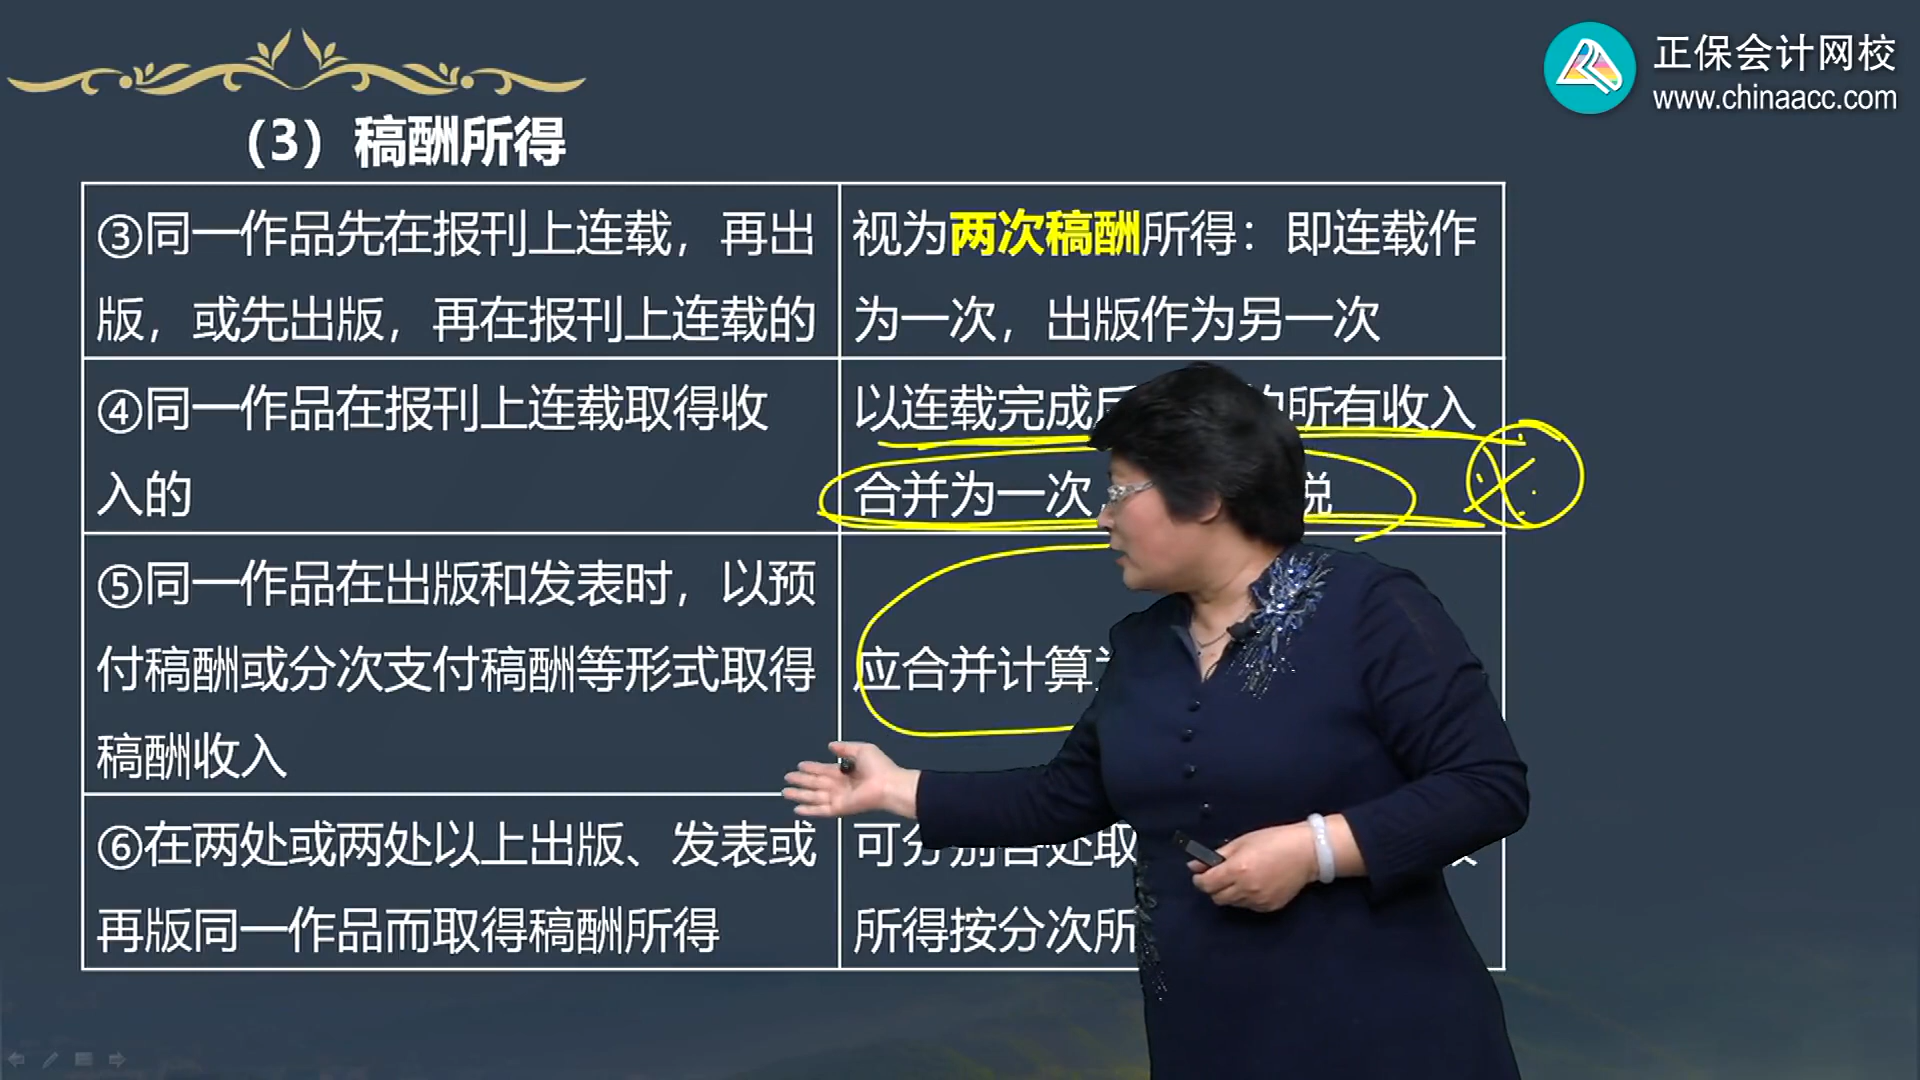 正保会计网校
www.chinaacc.com
（3）稿酬所得
③同一作品先在报刊上连载，再出
版，或先出版，再在报刊上连载的
视为两次稿酬所得：即连载作
为一次，出版作为另一次
④同一作品在报刊上连载取得收
入的
以连载完成 所有收入
合并为一次
⑤同一作品在出版和发表时，以预
付稿酬或分次支付稿酬等形式取得
稿酬收入
应合并计算
⑥在两处或两处以上出版、发表或
再版同一作品而取得稿酬所得
可分别各处取
所得按分次所